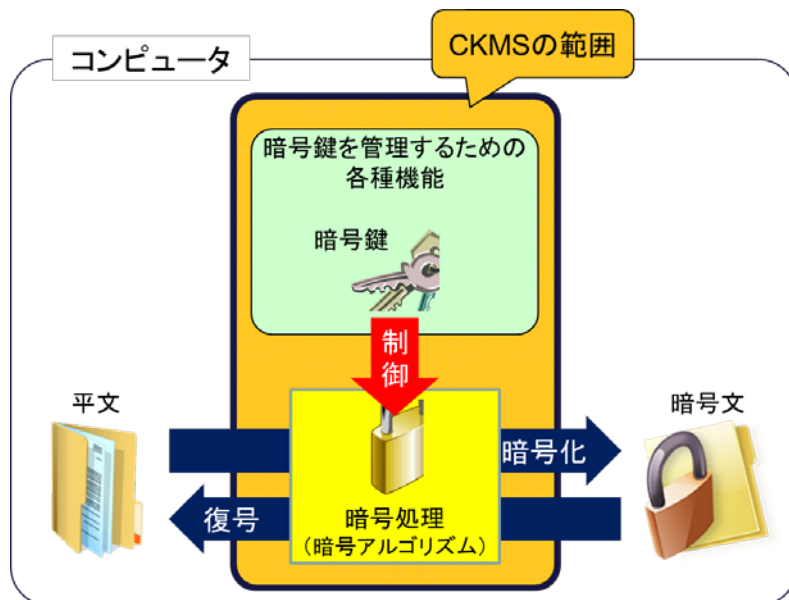 コンピュータ
CKMSの範囲
暗号鍵を管理するための
各種機能
暗号鍵
制
御
平文
暗号文
暗号化
復号
暗号処理
（暗号アルゴリズム）